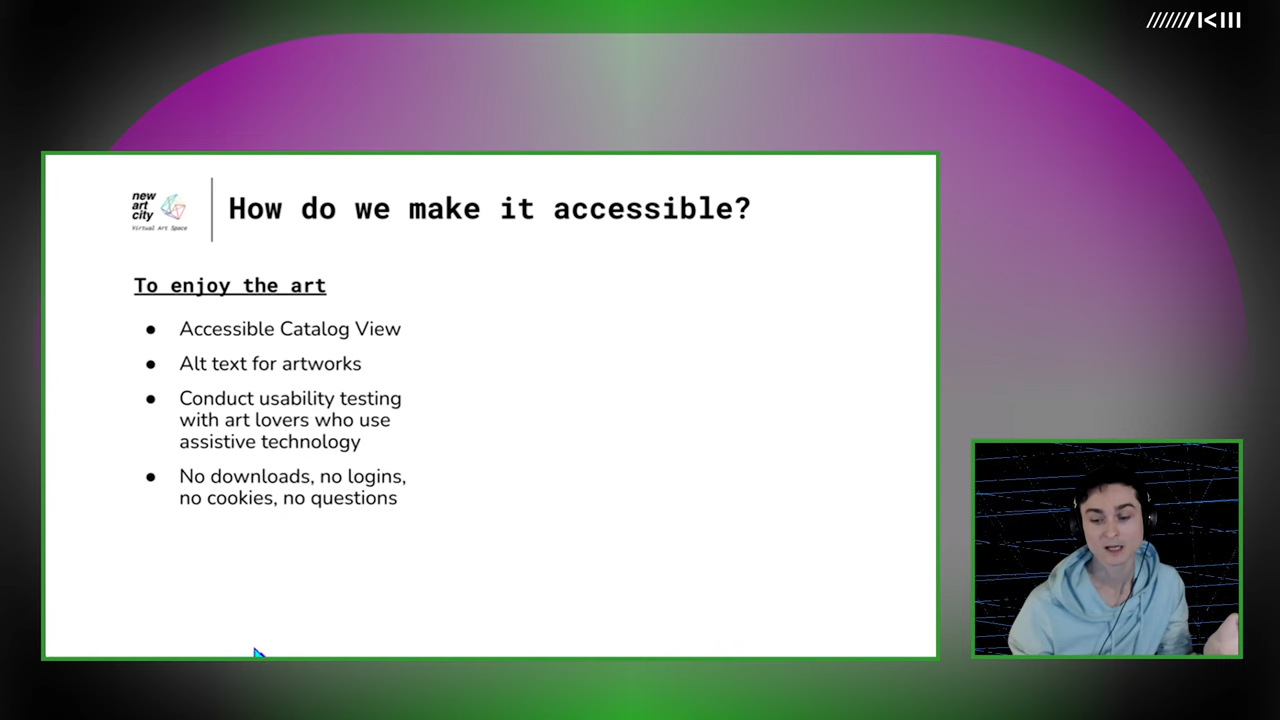 new
art
city
Virtual Art Space
How do we make it accessible?
To enjoy the art
● Accessible Catalog View
● Alt text for artworks
● Conduct usability testing
with art lovers who use
assistive technology
● No downloads, no logins,
no cookies, no questions